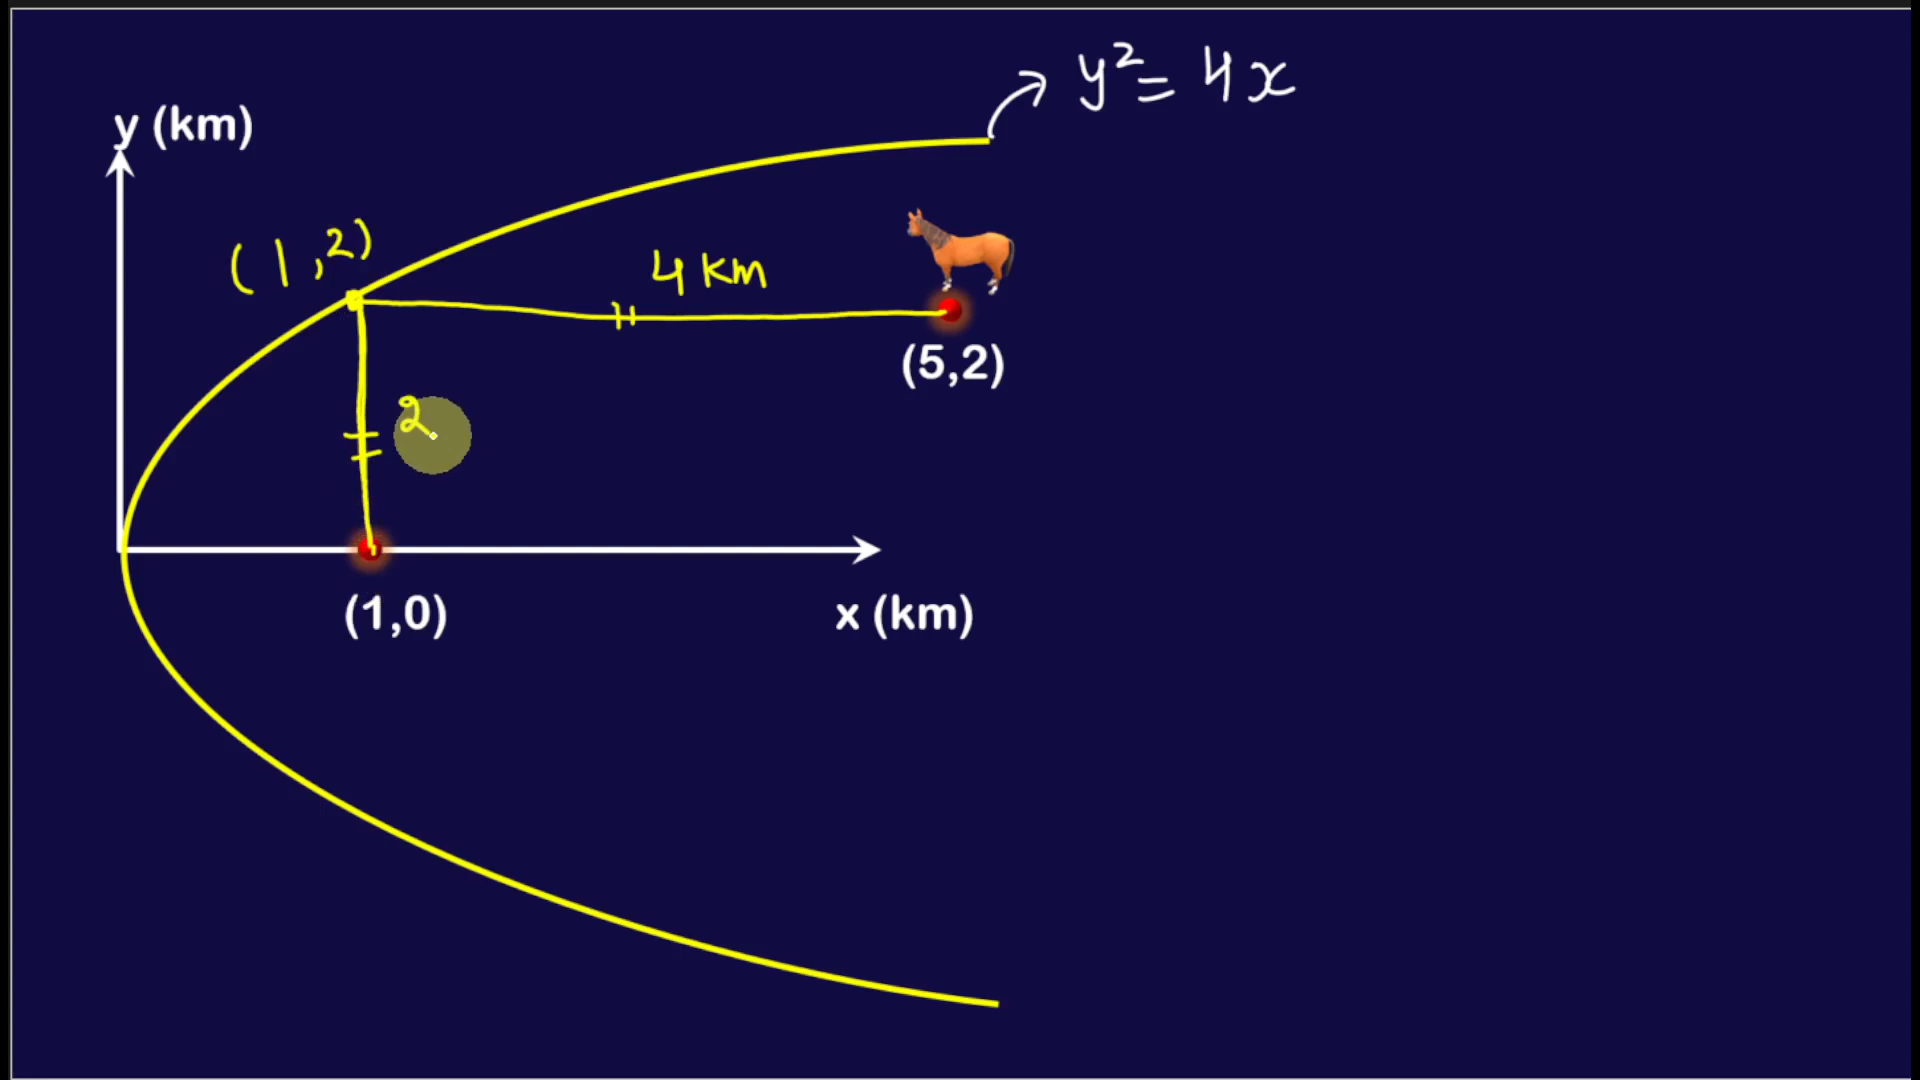 y² = 4x
y (km)
(1,2)
4 km
(5,2)
2
(1,0)
x (km)